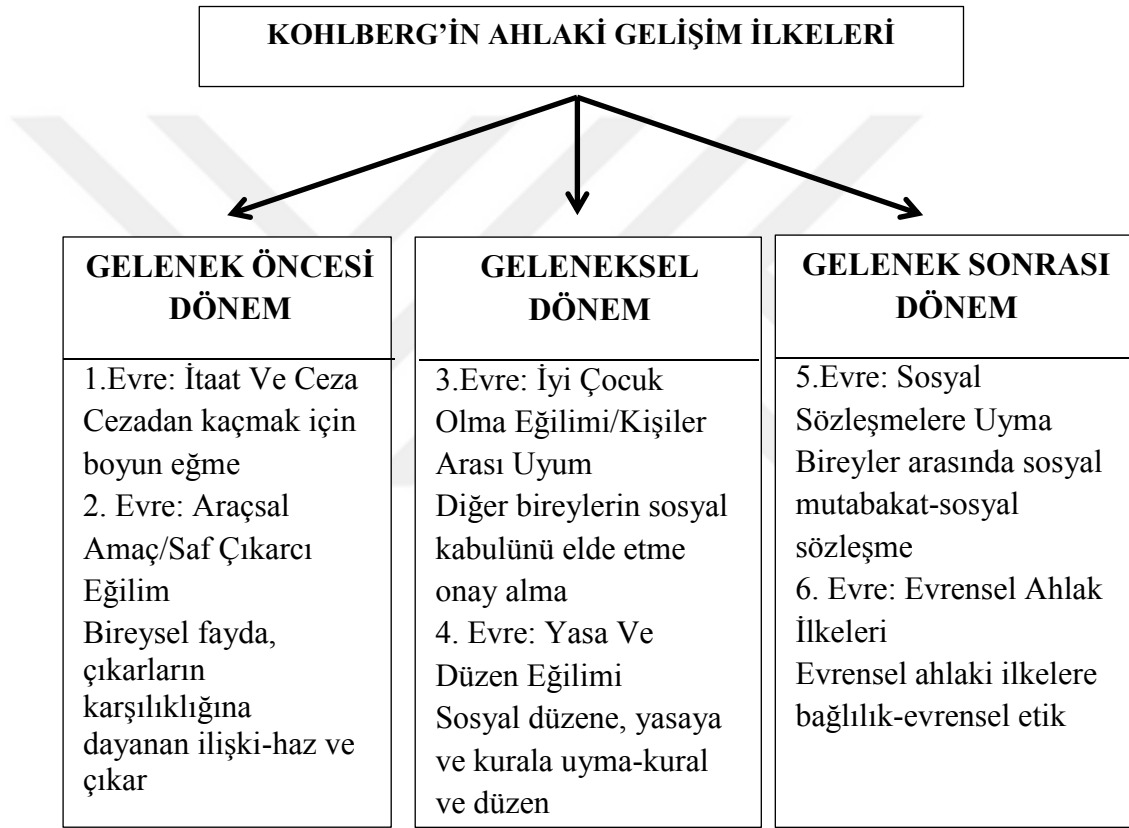 KOHLBERG’İN AHLAKİ GELİŞİM İLKELERİ
GELENEK ÖNCESİ
DÖNEM
1.Evre: İtaat Ve Ceza
Cezadan kaçmak için
boyun eğme
2. Evre: Araçsal
Amaç/Saf Çıkarcı
Eğilim
Bireysel fayda,
çıkarların
karşılıklığına
dayanan ilişki-haz ve
çıkar
GELENEKSEL
DÖNEM
3.Evre: İyi Çocuk
Olma Eğilimi/Kişiler
Arası Uyum
Diğer bireylerin sosyal
kabulünü elde etme
onay alma
4. Evre: Yasa Ve
Düzen Eğilimi
Sosyal düzene, yasaya
ve kurala uyma-kural
ve düzen
GELENEK SONRASI
DÖNEM
5.Evre: Sosyal
Sözleşmelere Uyma
Bireyler arasında sosyal
mutabakat-sosyal
sözleşme
6. Evre: Evrensel Ahlak
İlkeleri
Evrensel ahlaki ilkelere
bağlılık-evrensel etik